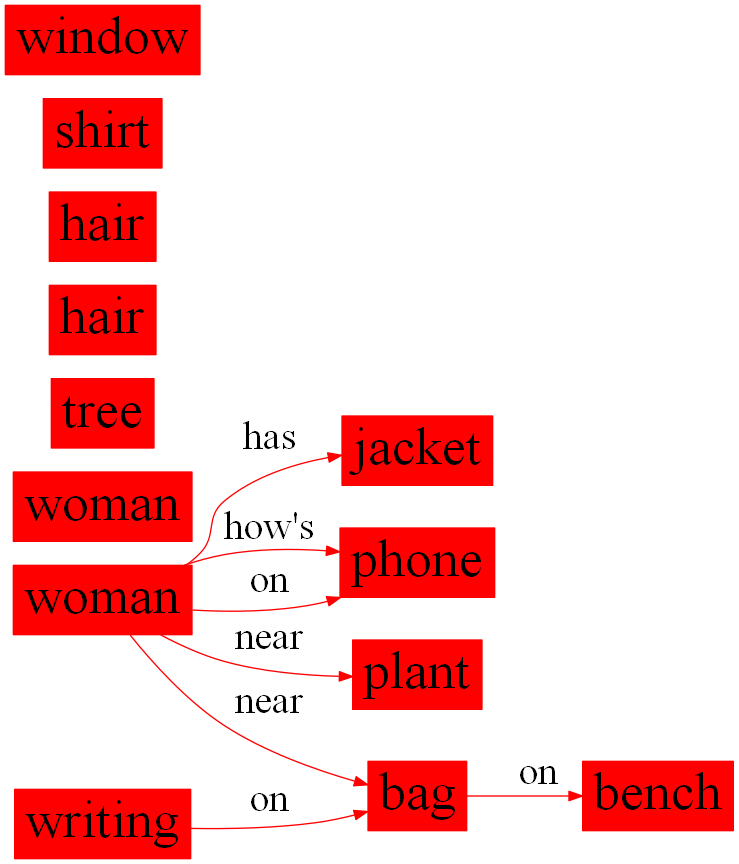 window
shirt
hair
hair
tree
woman
has
jacket
how's
phone
woman
on
near
plant
near
writing
on
bag
on
bench